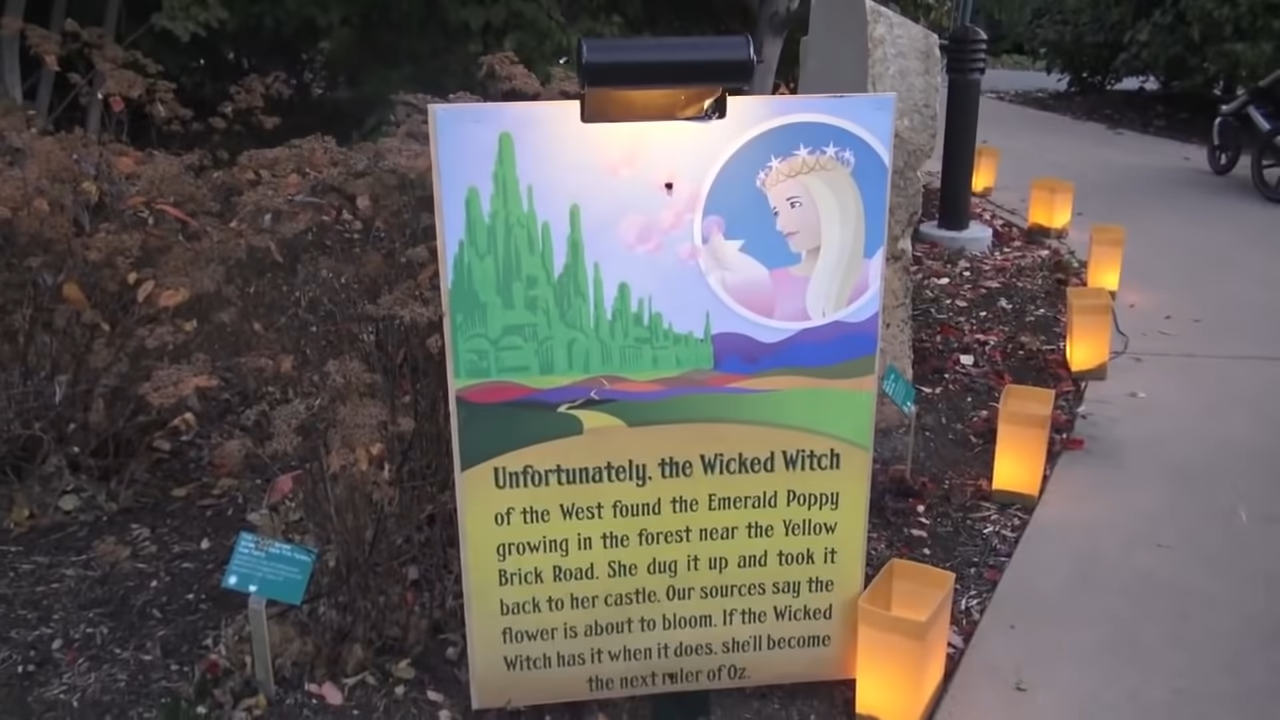 Unfortunately, the Wicked Witch
of the West found the Emerald Poppy
growing in the forest near the Yellow
Brick Road. She dug it up and took it
back to her castle. Our sources say the
flower is about to bloom. If the Wicked
Witch has it when it does, she'll become
the next ruler of Oz.